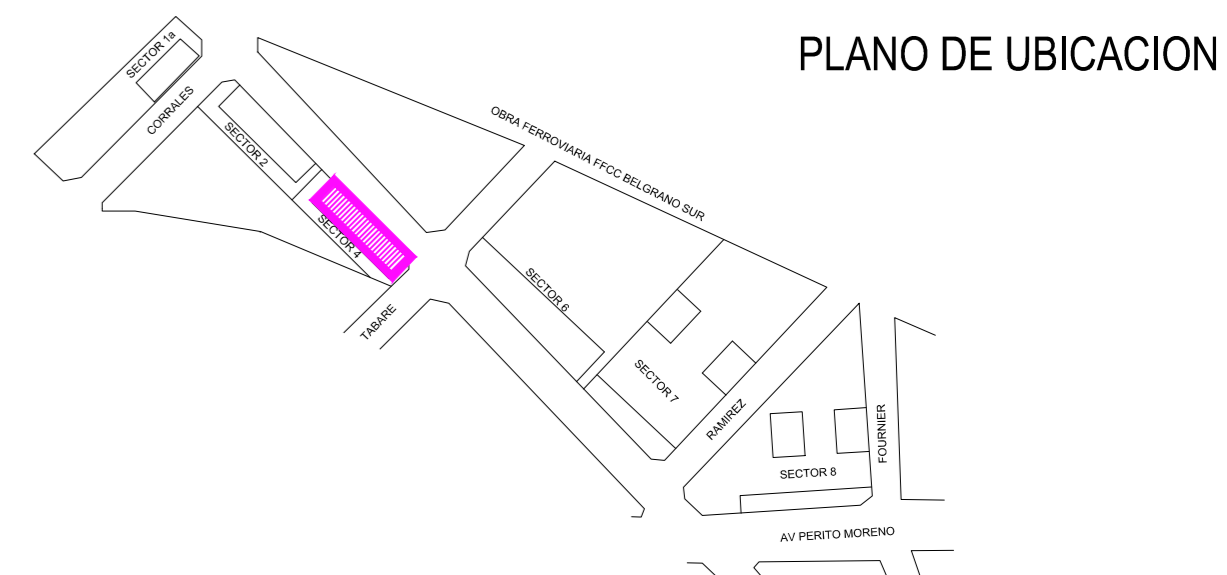 PLANO DE UBICACION
SECTOR 1a
CORRALES
SECTOR 2
OBRA FERROVIARIA FFCC BELGRANO SUR
SECTOR 4
TABARE
SECTOR 6
SECTOR 7
RAMIREZ
FOURNIER
SECTOR 8
AV PERITO MORENO